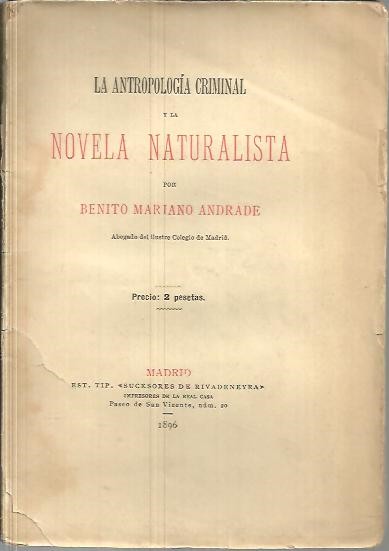 LA ANTROPOLOGÍA CRIMINAL
Y LA
NOVELA NATURALISTA
POR
BENITO MARIANO ANDRADE
Abogado del ilustre Colegio de Madrid.
Precio: 2 pesetas.
MADRID
EST. TIP. «SUCESORES DE RIVADENEYRA»
IMPRESORES DE LA REAL CASA
Paseo de San Vicente, núm. 20
1896